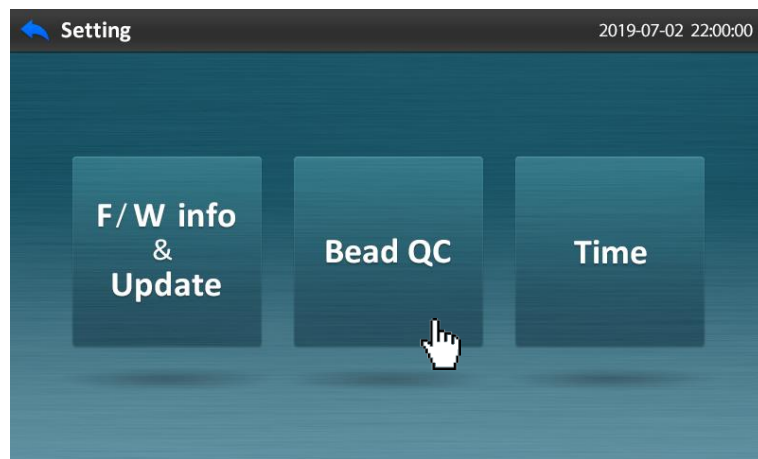 Setting 2019-07-02 22:00:00
F/W info
&
Update
Bead QC
Time